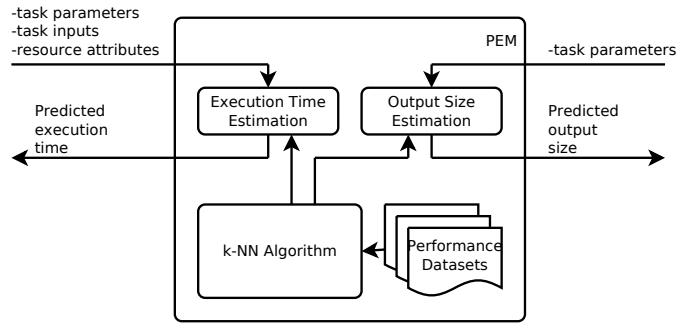 -task parameters
-task inputs
-resource attributes
PEM
-task parameters
Execution Time
Estimation
Output Size
Estimation
Predicted
execution
time
Predicted
output
size
k-NN Algorithm
Performance
Datasets